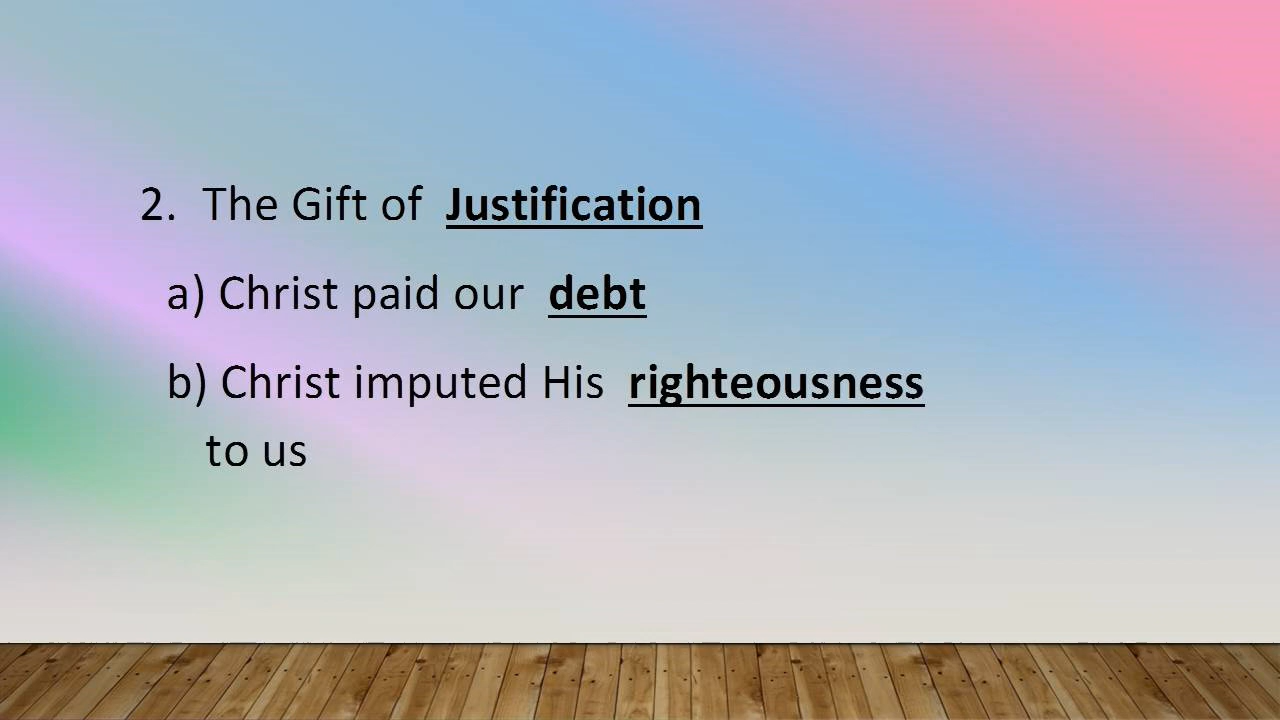 2. The Gift of Justification
a) Christ paid our debt
b) Christ imputed His righteousness
to us